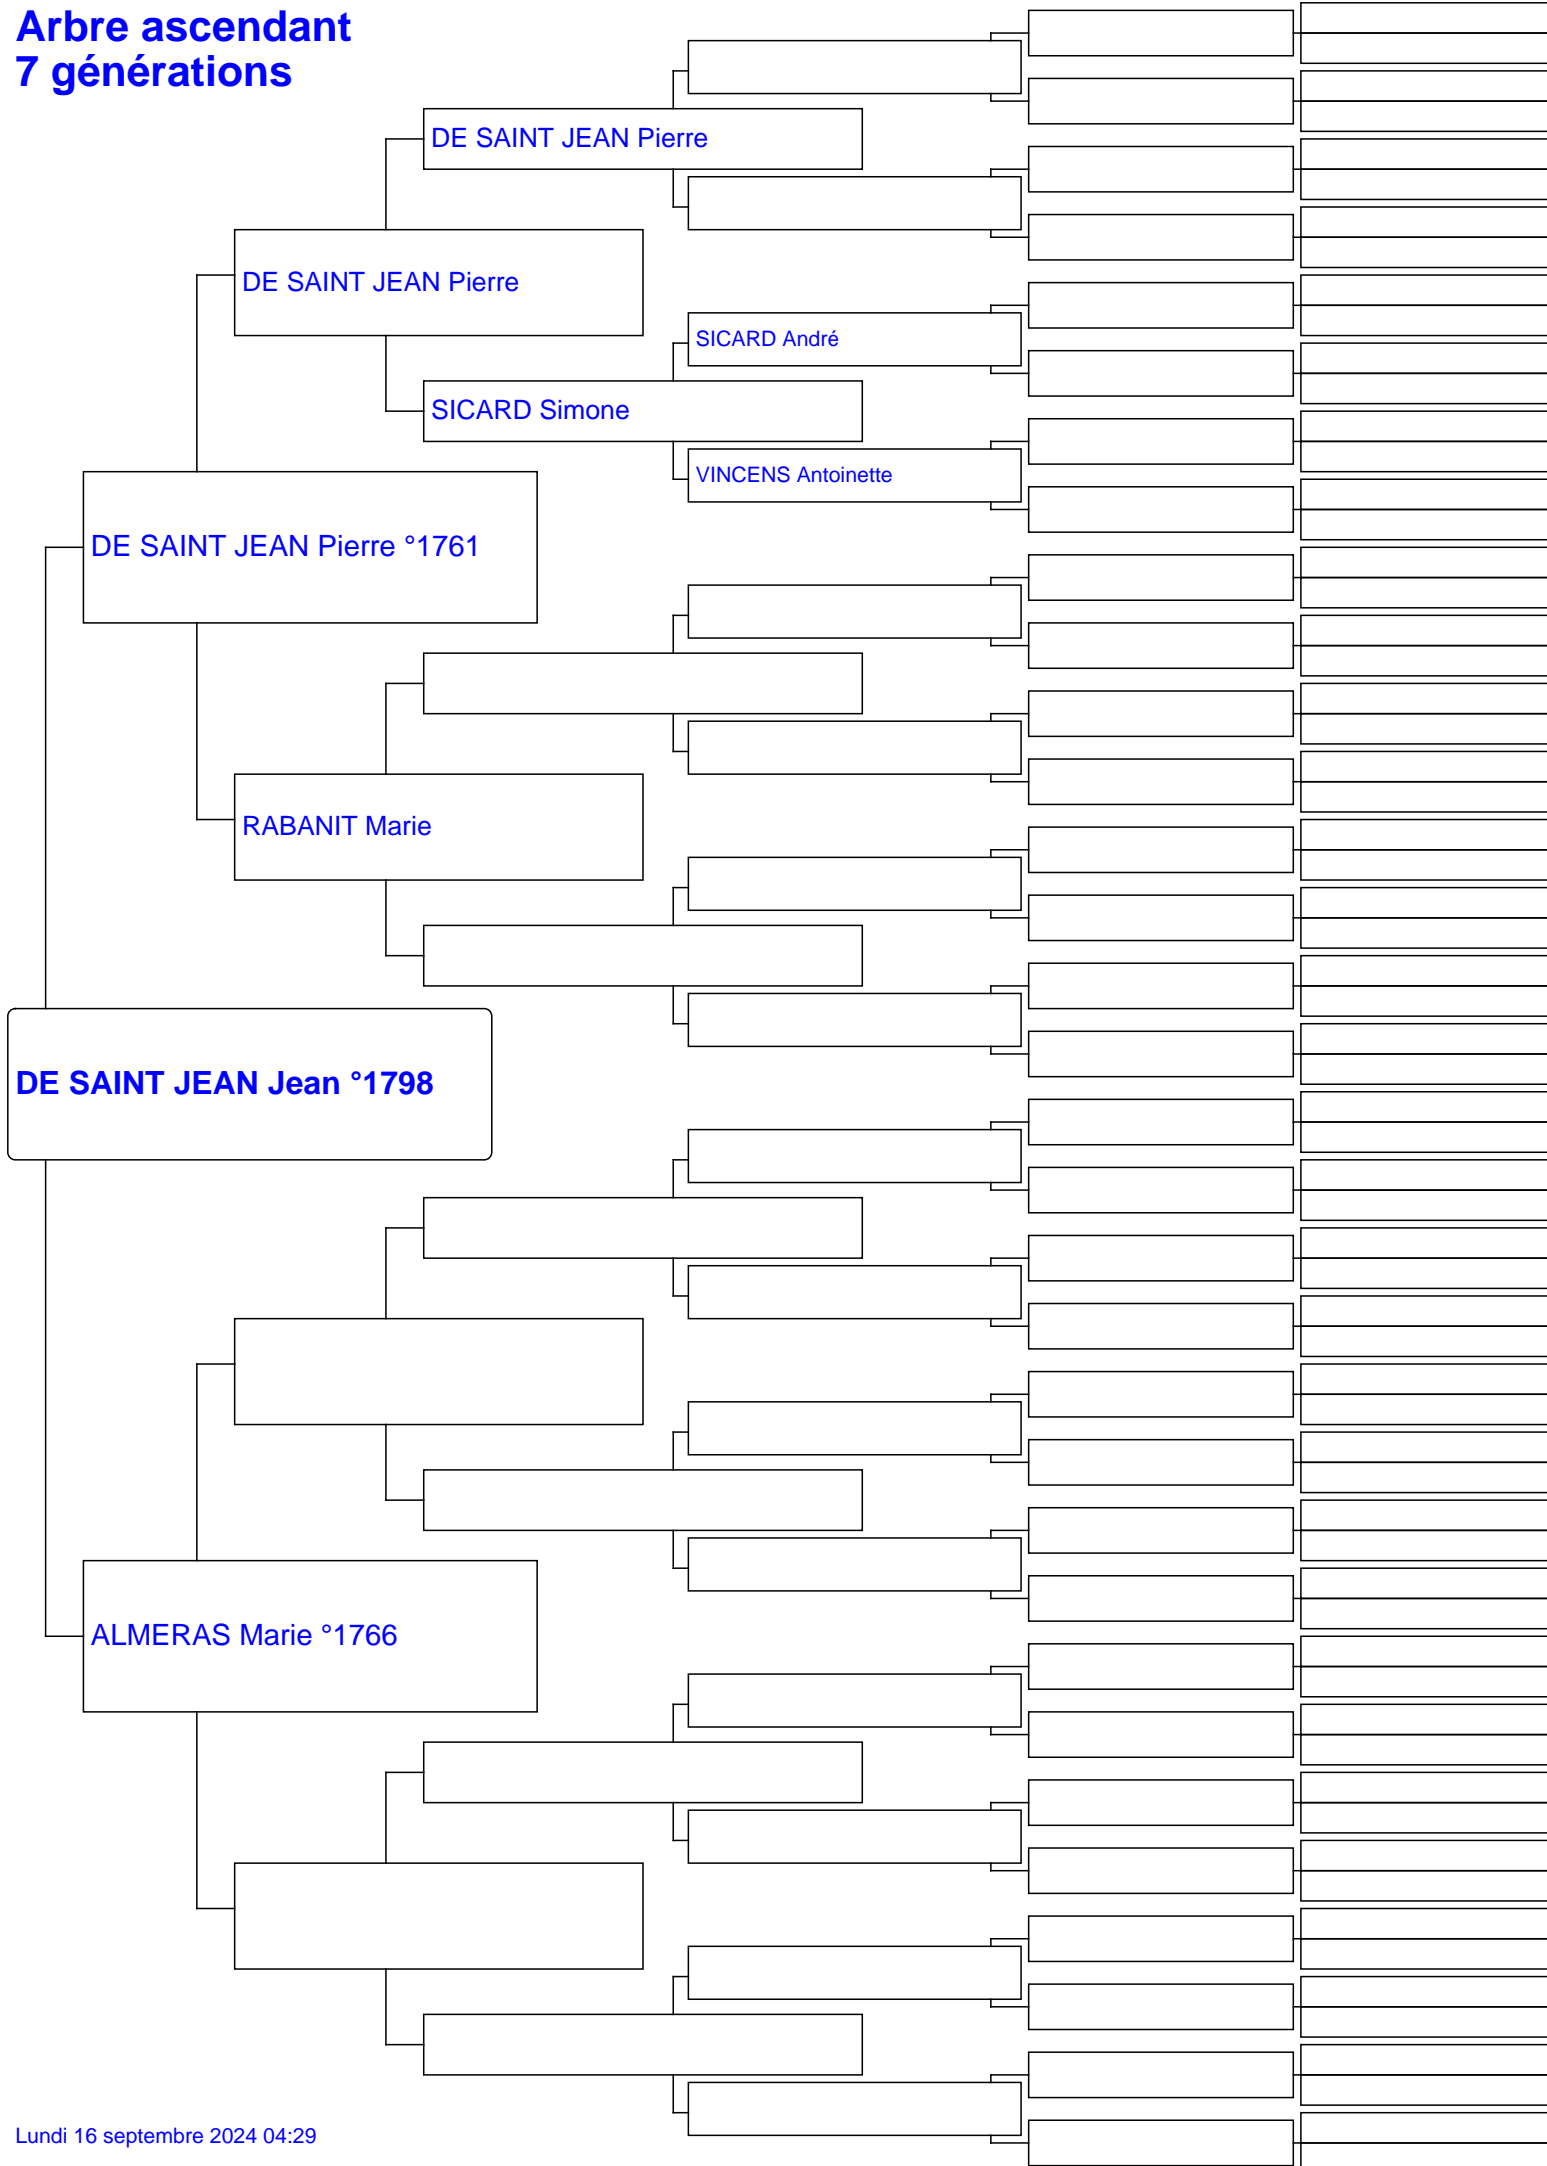 Arbre ascendant
7 générations
DE SAINT JEAN Pierre
DE SAINT JEAN Pierre
SICARD André
SICARD Simone
VINCENS Antoinette
DE SAINT JEAN Pierre °1761
RABANIT Marie
DE SAINT JEAN Jean °1798
ALMERAS Marie °1766
Lundi 16 septembre 2024 04:29